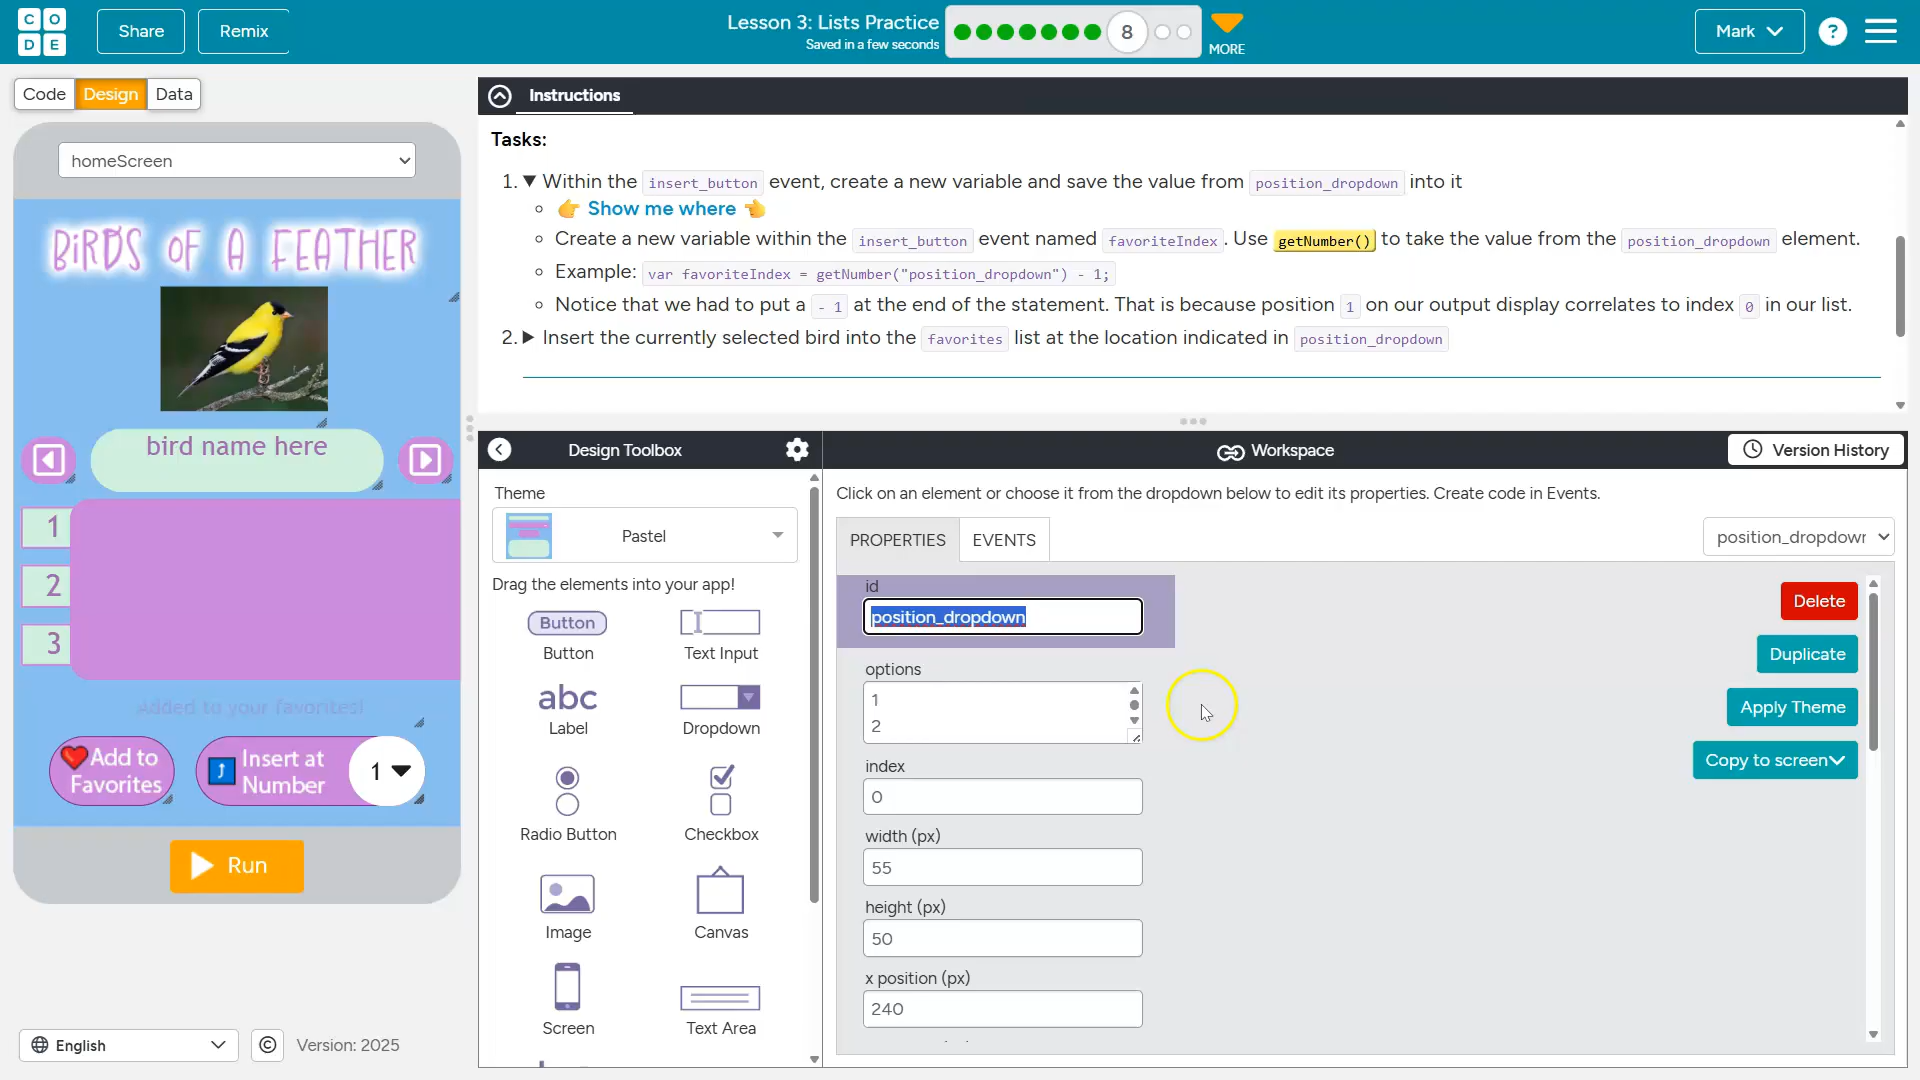 CODE
Share
Remix
Lesson 3: Lists Practice
Saved in a few seconds
8
MORE
Mark
?
Code
Design
Data
homeScreen
BIRDS OF A FEATHER
bird name here
1
2
3
Added to your favorites!
Add to
Favorites
Insert at
Number
1
Run
English
©
Version: 2025
Instructions
Tasks:
1. ▼ Within the insert_button event, create a new variable and save the value from position_dropdown into it
👉 Show me where 👈
Create a new variable within the insert_button event named favoriteIndex. Use getNumber() to take the value from the position_dropdown element.
Example: var favoriteIndex = getNumber("position_dropdown") - 1;
Notice that we had to put a - 1 at the end of the statement. That is because position 1 on our output display correlates to index 0 in our list.
2. ▶ Insert the currently selected bird into the favorites list at the location indicated in position_dropdown
Design Toolbox
Workspace
Version History
Theme
Pastel
Drag the elements into your app!
Button
Button
Text Input
abc
Label
Dropdown
Radio Button
Checkbox
Image
Canvas
Screen
Text Area
Click on an element or choose it from the dropdown below to edit its properties. Create code in Events.
PROPERTIES
EVENTS
position_dropdowr
id
position_dropdown
options
1
2
index
0
width (px)
55
height (px)
50
x position (px)
240
Delete
Duplicate
Apply Theme
Copy to screen